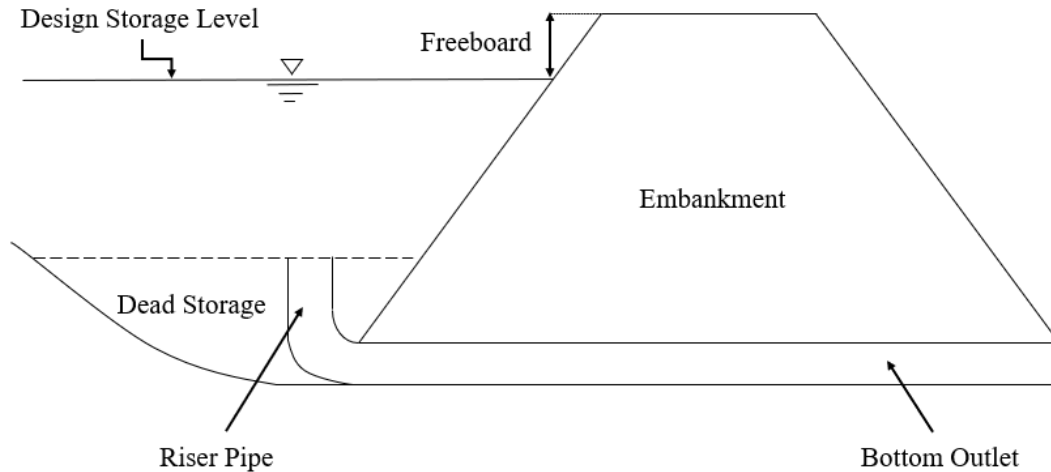 Design Storage Level
Freeboard
Embankment
Dead Storage
Riser Pipe
Bottom Outlet